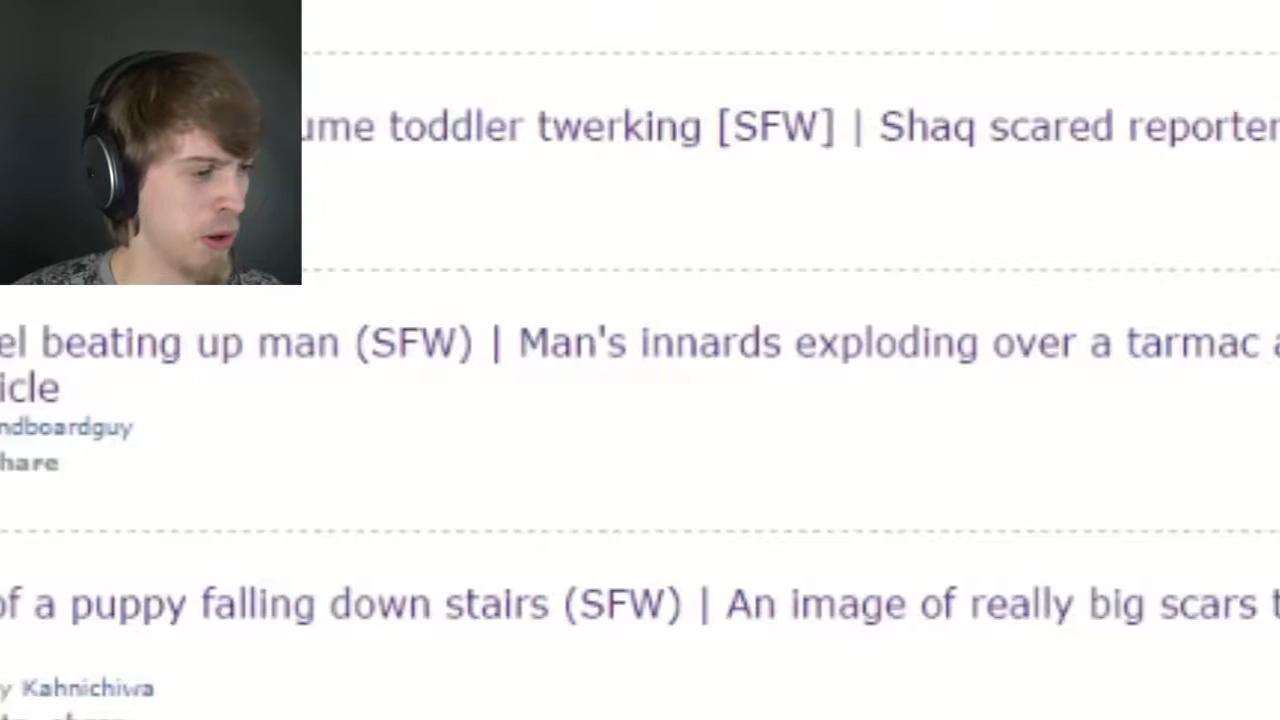 ume toddler twerking [SFW] | Shaq scared reporter
el beating up man (SFW) | Man's innards exploding over a tarmac a
icle
ndboardguy
hare
of a puppy falling down stairs (SFW) | An image of really big scars t
y Kahnichiwa